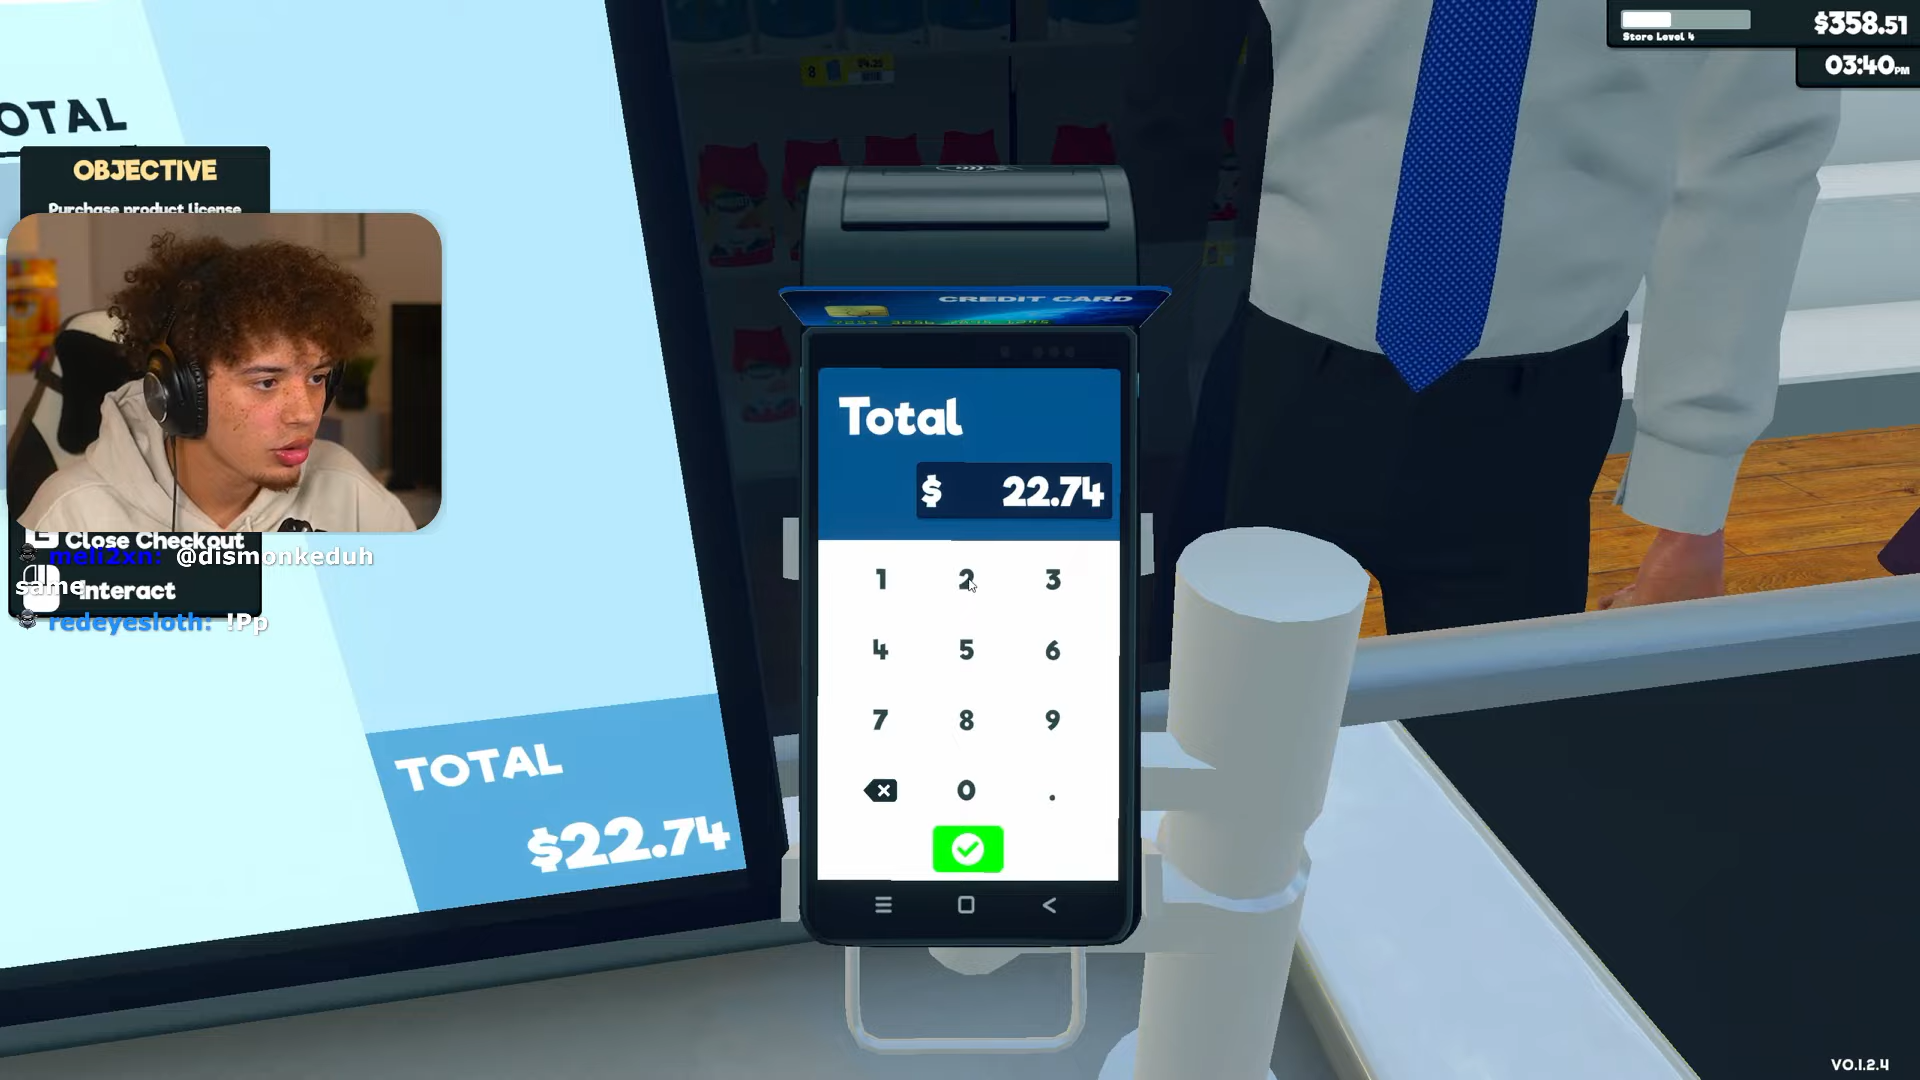 $358.51
Store Level 4
03:40PM
OTAL
OBJECTIVE
Purchase product license
CREDIT CARD
Total
$ 22.74
1 2 3
4 5 6
7 8 9
0 .
Close Checkout
meli2xn: @dismonkeduh
same
Interact
redeyesloth: !Pp
TOTAL
$22.74
V0.1.2.4